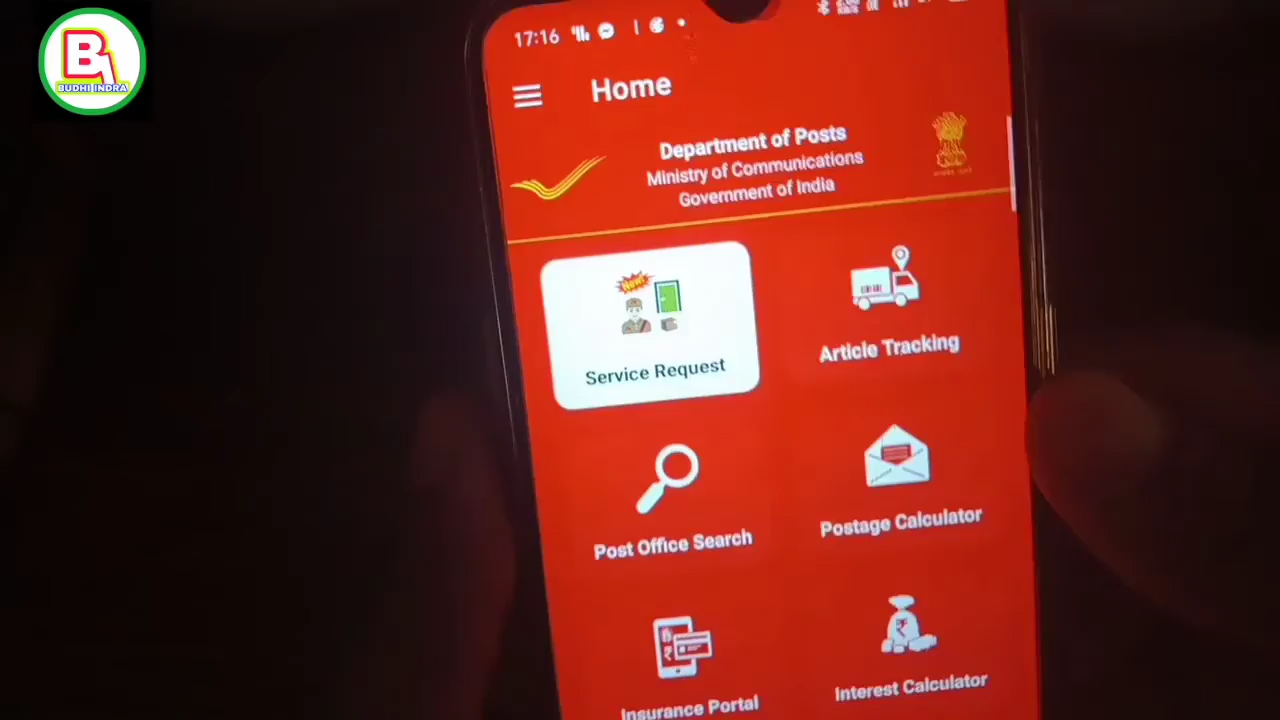 B
BUDHI INDRA
17:16
Home
Department of Posts
Ministry of Communications
Government of India
New!
Service Request
Article Tracking
Post Office Search
Postage Calculator
Insurance Portal
Interest Calculator